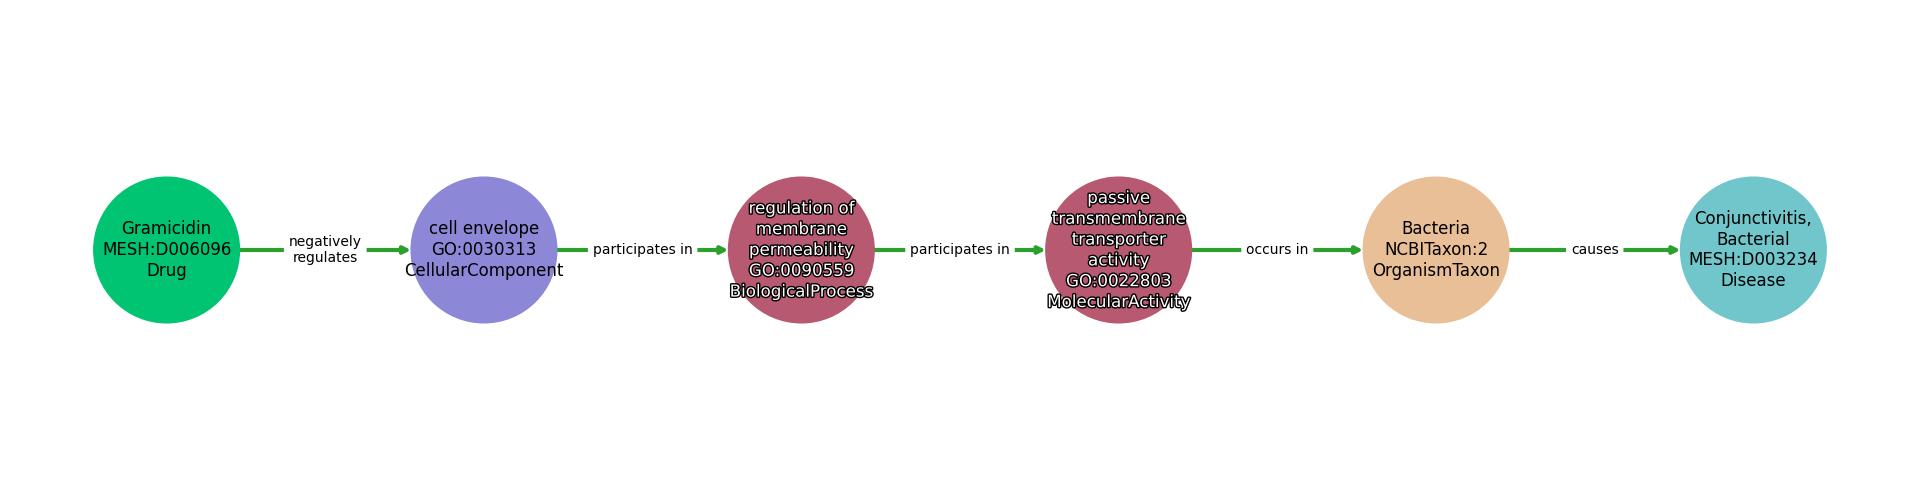 Gramicidin
MESH:D006096
Drug
negatively
regulates
cell envelope
GO:0030313
CellularComponent
participates in
regulation of
membrane
permeability
GO:0090559
BiologicalProcess
participates in
passive
transmembrane
transporter
activity
GO:0022803
MolecularActivity
occurs in
Bacteria
NCBITaxon:2
OrganismTaxon
causes
Conjunctivitis,
Bacterial
MESH:D003234
Disease